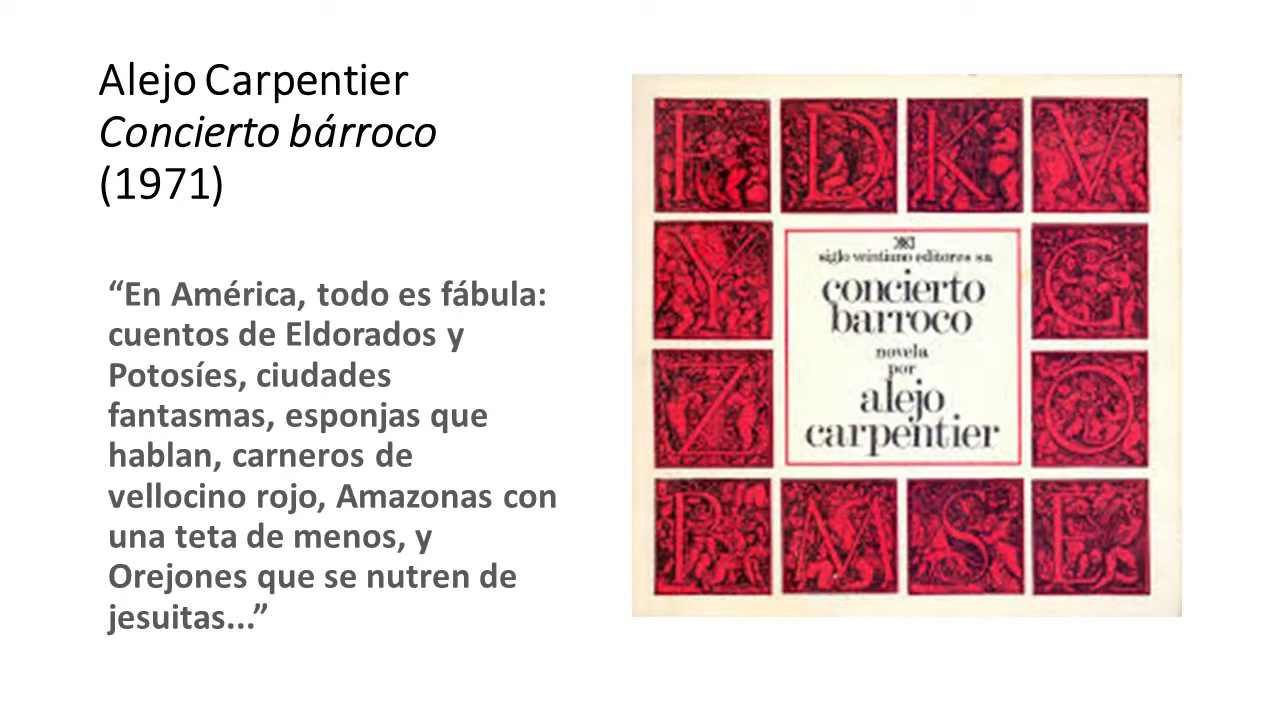 Alejo Carpentier
Concierto bárroco
(1971)
“En América, todo es fábula:
cuentos de Eldorados y
Potosíes, ciudades
fantasmas, esponjas que
hablan, carneros de
vellocino rojo, Amazonas con
una teta de menos, y
Orejones que se nutren de
jesuitas...”
F D K V
Y G
siglo veintiuno editores sa
concierto
barroco
novela
por
alejo
carpentier
Z O
P M S E